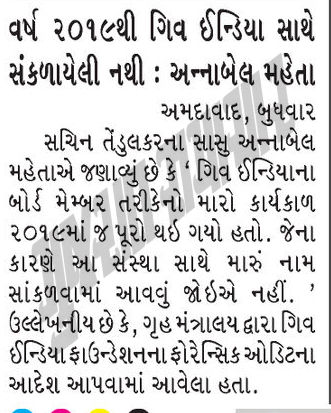 વર્ષ ૨૦૧૯થી ગિવ ઈન્ડિયા સાથે
સંકળાયેલી નથી : અન્નાબેલ મહેતા
અમદાવાદ, બુધવાર
સચિન તેંડુલકરના સાસુ અન્નાબેલ
મહેતાએ જણાવ્યું છે કે ‘ ગિવ ઈન્ડિયાના
બોર્ડ મેમ્બર તરીકેનો મારો કાર્યકાળ
૨૦૧૯માં જ પૂરો થઈ ગયો હતો. જેના
કારણે આ સંસ્થા સાથે મારું નામ
સાંકળવામાં આવવું જોઈએ નહીં. ’
ઉલ્લેખનીય છે કે, ગૃહ મંત્રાલય દ્વારા ગિવ
ઈન્ડિયા ફાઉન્ડેશનના ફોરેન્સિક ઓડિટના
આદેશ આપવામાં આવેલા હતા.